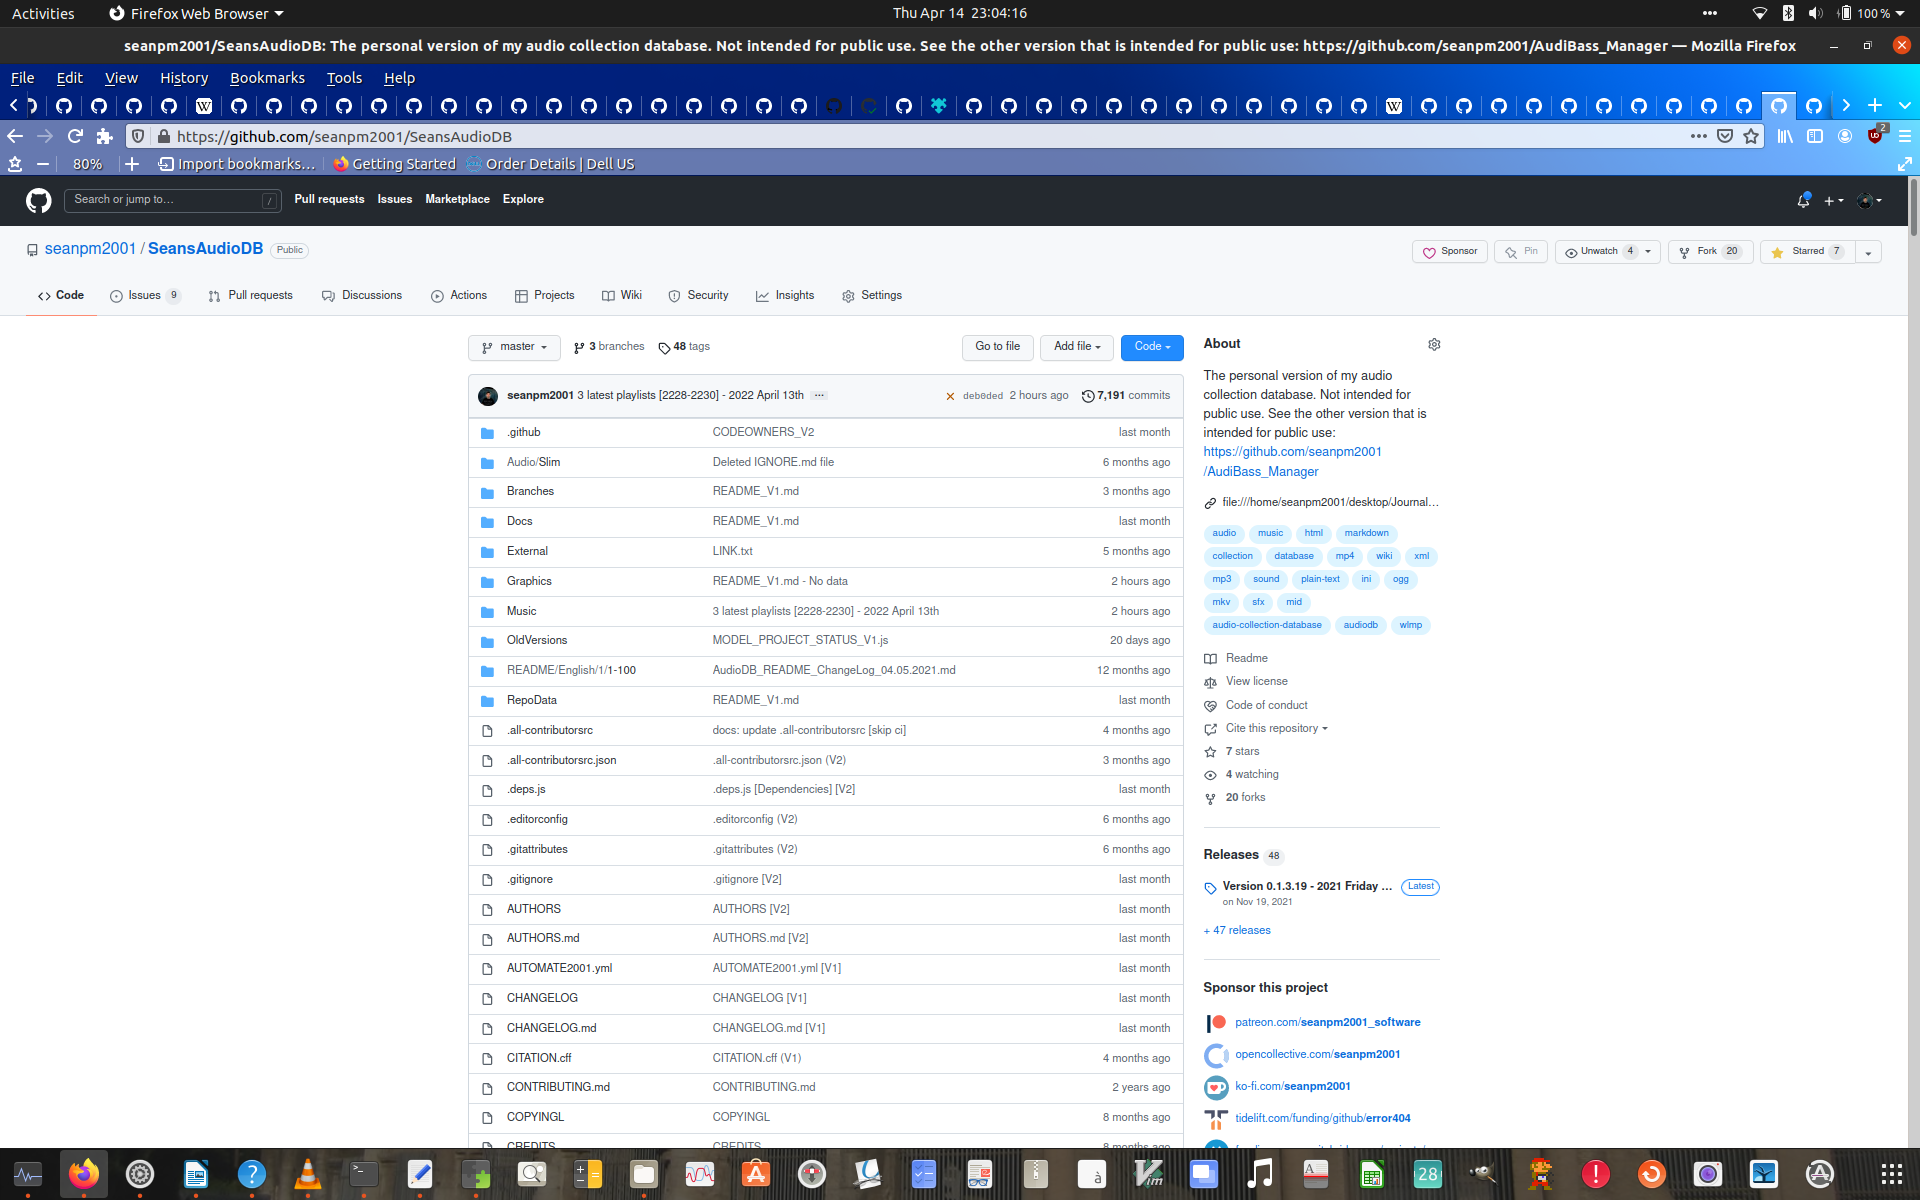 Activities
Firefox Web Browser
Thu Apr 14 23:04:16
100 %
seanpm2001/SeansAudioDB: The personal version of my audio collection database. Not intended for public use. See the other version that is intended for public use: https://github.com/seanpm2001/AudiBass_Manager — Mozilla Firefox
File Edit View History Bookmarks Tools Help
https://github.com/seanpm2001/SeansAudioDB
2
80%
Import bookmarks…
Getting Started
Order Details | Dell US
Search or jump to…
/
Pull requests Issues Marketplace Explore
seanpm2001 / SeansAudioDB Public
Sponsor
Pin
Unwatch 4
Fork 20
Starred 7
Code
Issues 9
Pull requests
Discussions
Actions
Projects
Wiki
Security
Insights
Settings
master
3 branches
48 tags
Go to file
Add file
Code
seanpm2001 3 latest playlists [2228-2230] - 2022 April 13th ... deb0ded 2 hours ago 7,191 commits
.github CODEOWNERS_V2 last month
Audio/Slim Deleted IGNORE.md file 6 months ago
Branches README_V1.md 3 months ago
Docs README_V1.md last month
External LINK.txt 5 months ago
Graphics README_V1.md - No data 2 hours ago
Music 3 latest playlists [2228-2230] - 2022 April 13th 2 hours ago
OldVersions MODEL_PROJECT_STATUS_V1.js 20 days ago
README/English/1/1-100 AudioDB_README_ChangeLog_04.05.2021.md 12 months ago
RepoData README_V1.md last month
.all-contributorsrc docs: update .all-contributorsrc [skip ci] 4 months ago
.all-contributorsrc.json .all-contributorsrc.json (V2) 3 months ago
.deps.js .deps.js [Dependencies] [V2] last month
.editorconfig .editorconfig (V2) 6 months ago
.gitattributes .gitattributes (V2) 6 months ago
.gitignore .gitignore [V2] last month
AUTHORS AUTHORS [V2] last month
AUTHORS.md AUTHORS.md [V2] last month
AUTOMATE2001.yml AUTOMATE2001.yml [V1] last month
CHANGELOG CHANGELOG [V1] last month
CHANGELOG.md CHANGELOG.md [V1] last month
CITATION.cff CITATION.cff (V1) 4 months ago
CONTRIBUTING.md CONTRIBUTING.md 2 years ago
COPYINGL COPYINGL 8 months ago
CREDITS CREDITS 8 months ago
About
The personal version of my audio
collection database. Not intended for
public use. See the other version that is
intended for public use:
https://github.com/seanpm2001
/AudiBass_Manager
file:///home/seanpm2001/desktop/Journal…
audio music html markdown
collection database mp4 wiki xml
mp3 sound plain-text ini ogg
mkv sfx mid
audio-collection-database audiodb wlmp
Readme
View license
Code of conduct
Cite this repository
7 stars
4 watching
20 forks
Releases 48
Version 0.1.3.19 - 2021 Friday ... Latest
on Nov 19, 2021
+ 47 releases
Sponsor this project
patreon.com/seanpm2001_software
opencollective.com/seanpm2001
ko-fi.com/seanpm2001
tidelift.com/funding/github/error404
28